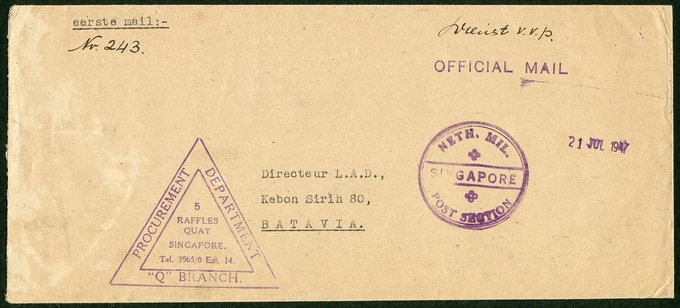 eerste mail;-
Nr. 243.
Dienst v.v.p.
OFFICIAL MAIL
NETH. MIL.
SINGAPORE
POST SECTION
21 JUL 1947
Directeur L.A.D.,
Kebon Sirih 80,
BATAVIA.
PROCUREMENT DEPARTMENT
5
RAFFLES
QUAY
SINGAPORE.
Tel. 3965/8 Ext. 14.
"Q" BRANCH.